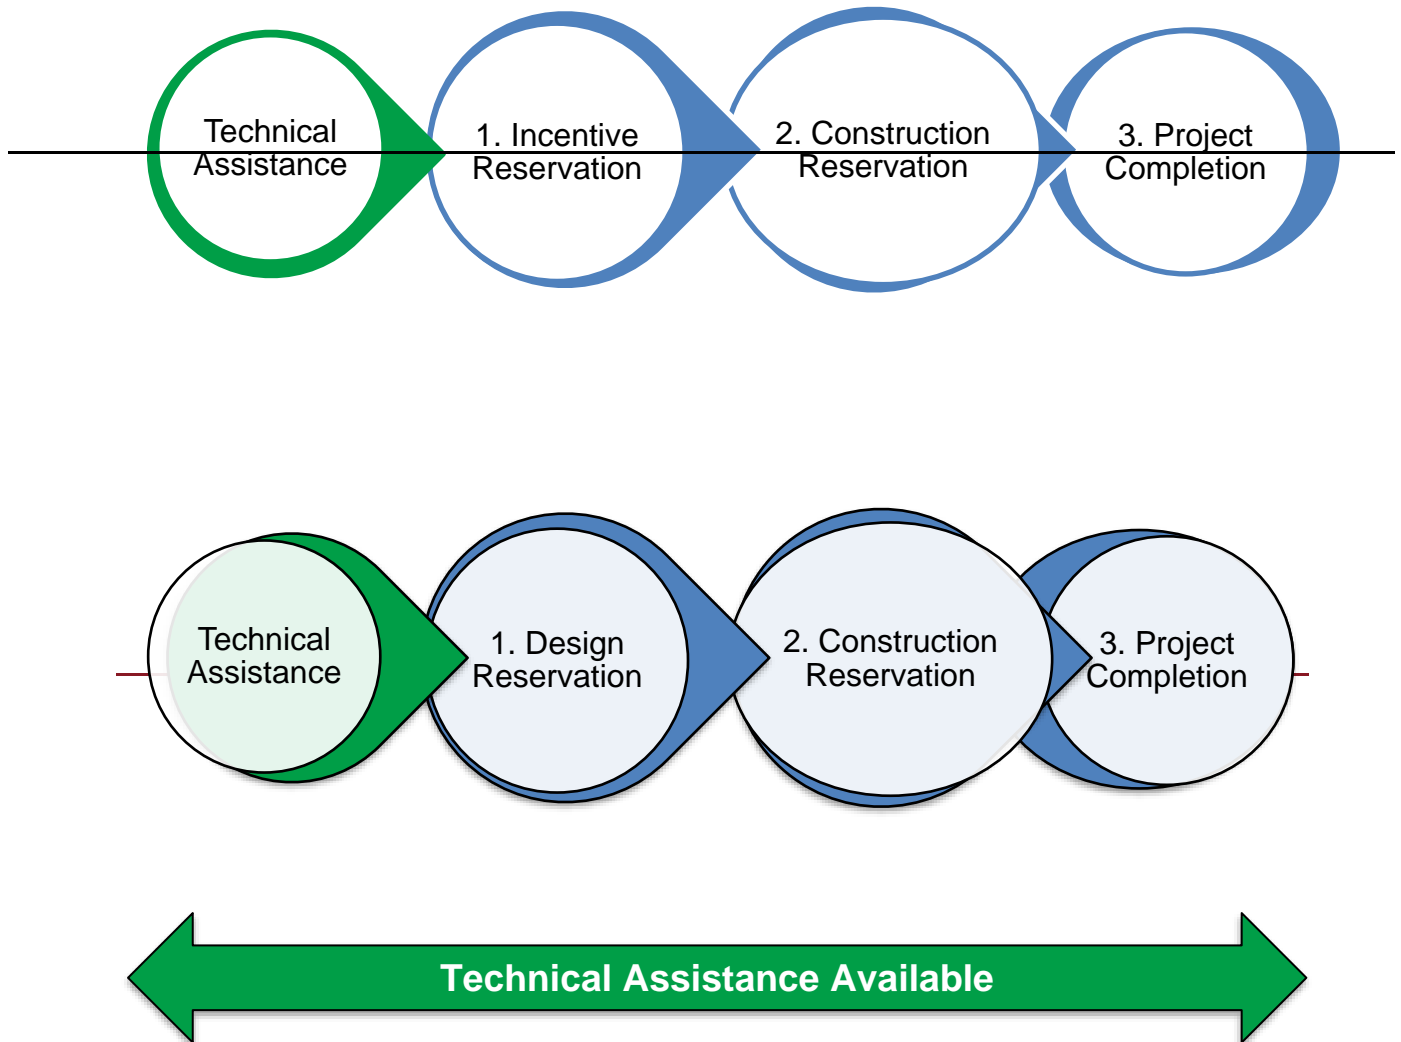 Technical
Assistance
1. Incentive
Reservation
2. Construction
Reservation
3. Project
Completion
Technical
Assistance
1. Design
Reservation
2. Construction
Reservation
3. Project
Completion
Technical Assistance Available